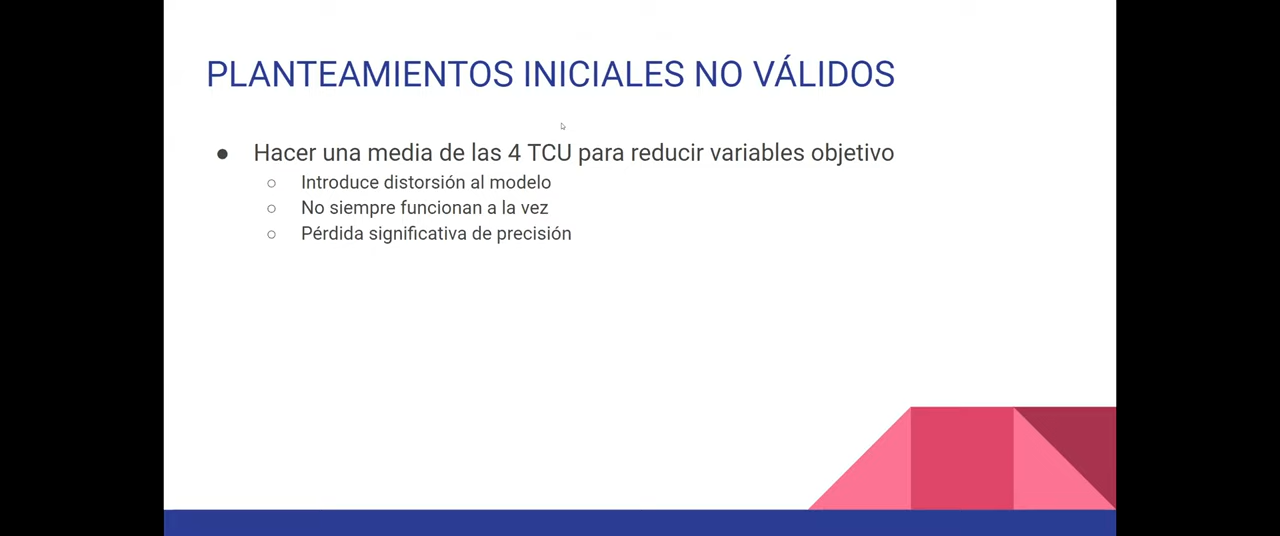 PLANTEAMIENTOS INICIALES NO VÁLIDOS
● Hacer una media de las 4 TCU para reducir variables objetivo
○ Introduce distorsión al modelo
○ No siempre funcionan a la vez
○ Pérdida significativa de precisión